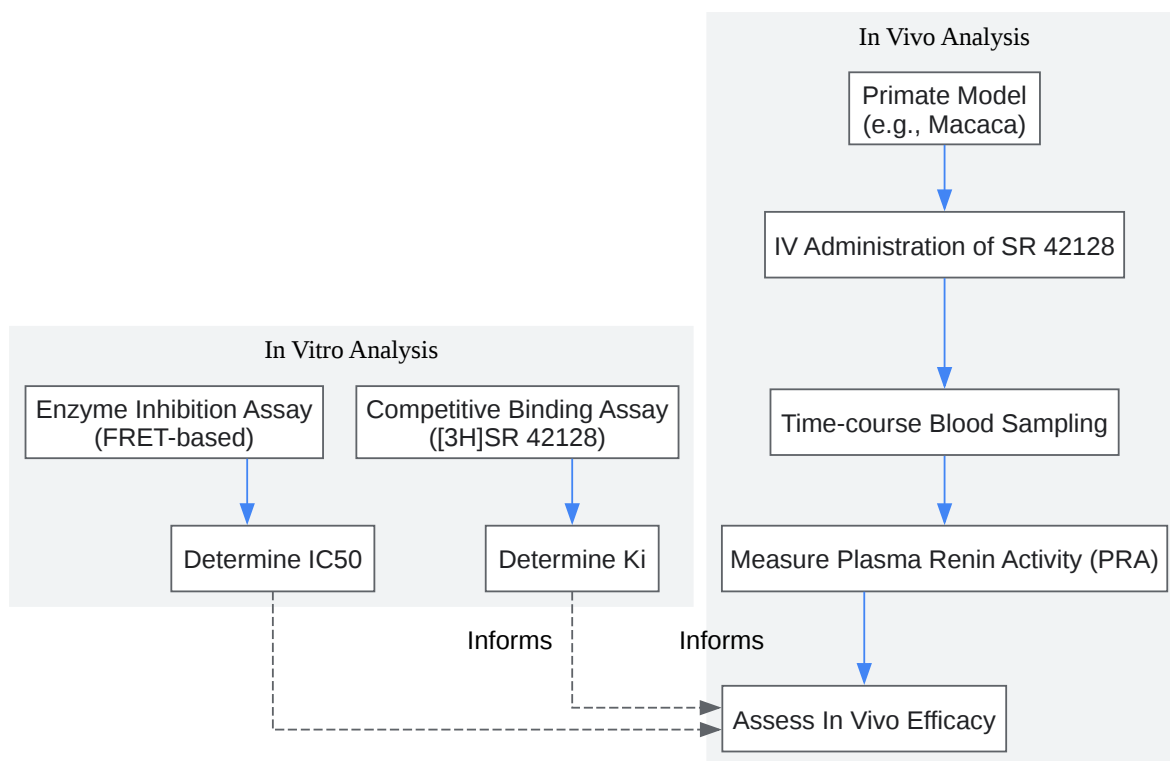 In Vivo Analysis
Primate Model
(e.g., Macaca)
IV Administration of SR 42128
Time-course Blood Sampling
Measure Plasma Renin Activity (PRA)
Assess In Vivo Efficacy
In Vitro Analysis
Enzyme Inhibition Assay
(FRET-based)
Competitive Binding Assay
([3H]SR 42128)
Determine IC50
Determine Ki
Informs
Informs